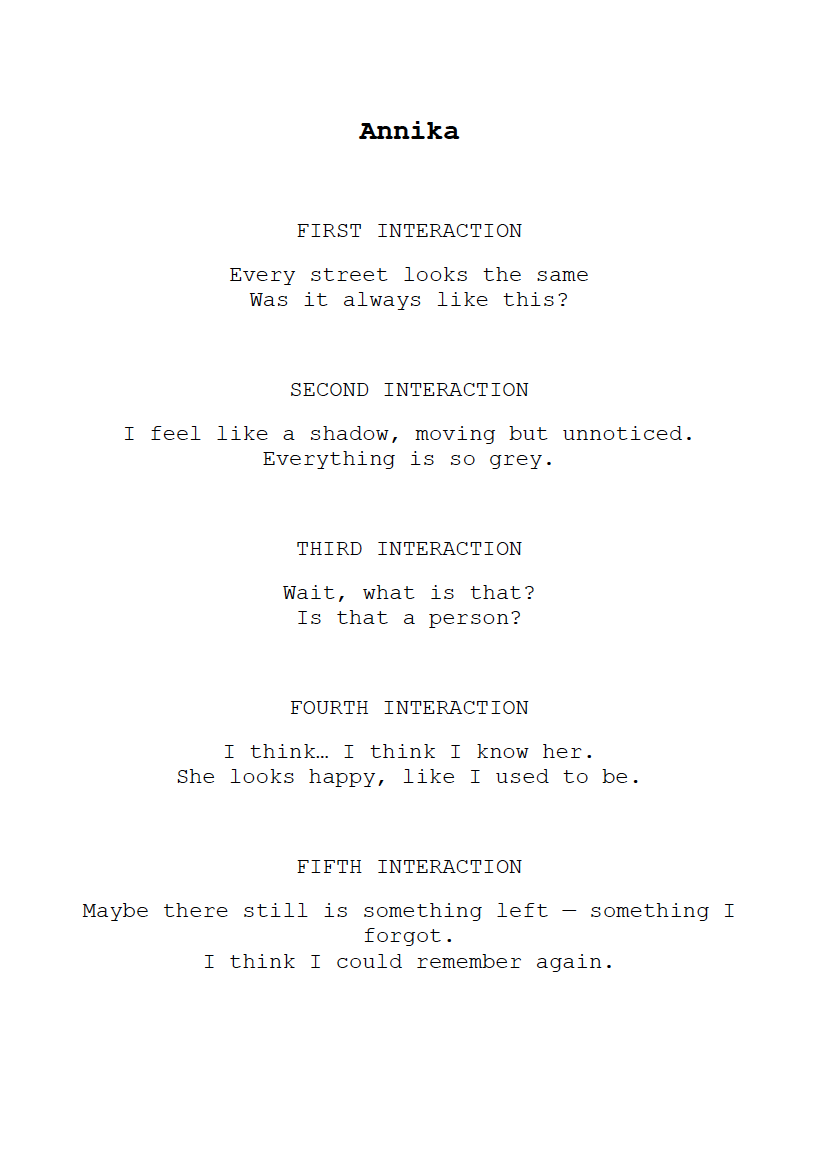 Annika
FIRST INTERACTION
Every street looks the same
Was it always like this?
SECOND INTERACTION
I feel like a shadow, moving but unnoticed.
Everything is so grey.
THIRD INTERACTION
Wait, what is that?
Is that a person?
FOURTH INTERACTION
I think… I think I know her.
She looks happy, like I used to be.
FIFTH INTERACTION
Maybe there still is something left — something I
forgot.
I think I could remember again.